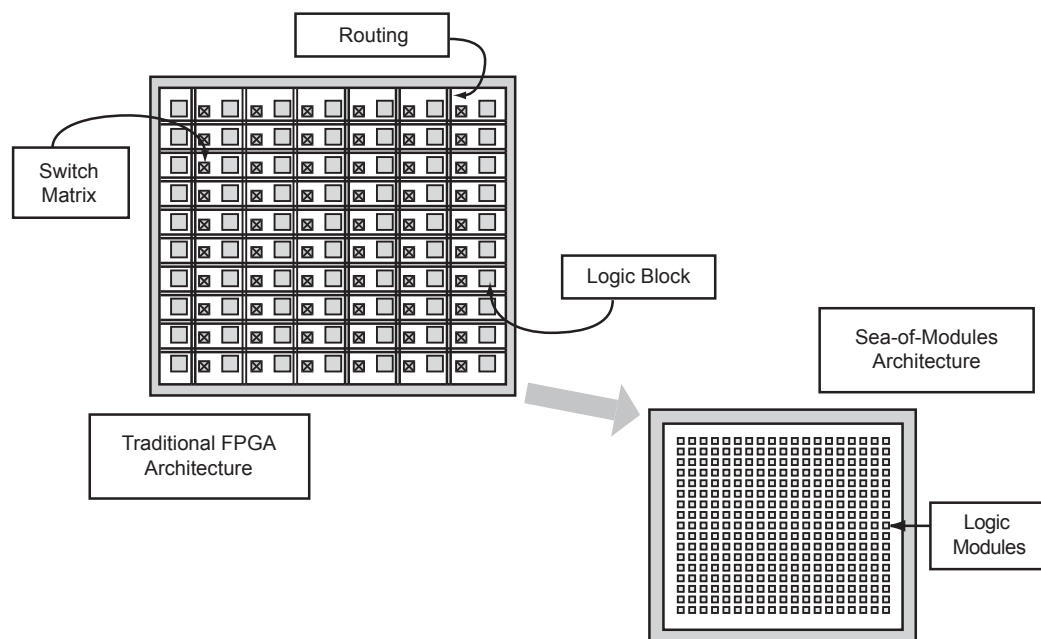 Routing
Switch
Matrix
Logic Block
Sea-of-Modules
Architecture
Traditional FPGA
Architecture
Logic
Modules